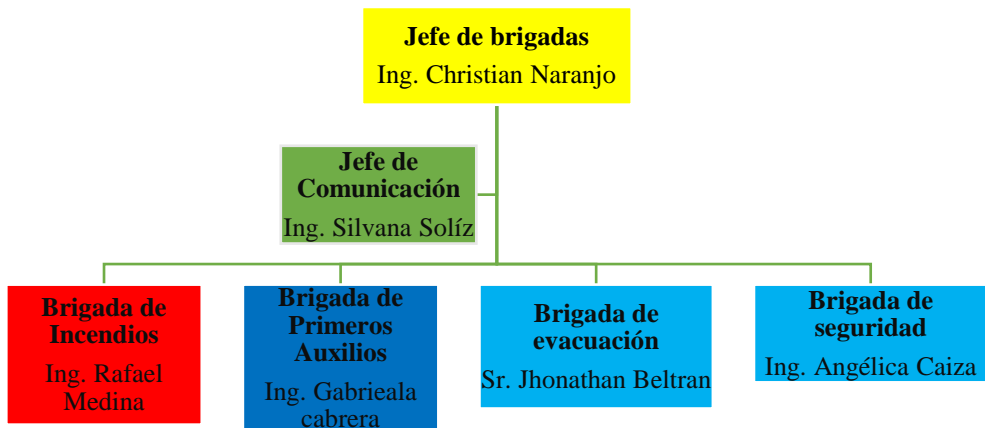 Jefe de brigadas
Ing. Christian Naranjo
Jefe de
Comunicación
Ing. Silvana Solíz
Brigada de
Incendios
Ing. Rafael
Medina
Brigada de
Primeros
Auxilios
Ing. Gabrieala
cabrera
Brigada de
evacuación
Sr. Jhonathan Beltran
Brigada de
seguridad
Ing. Angélica Caiza